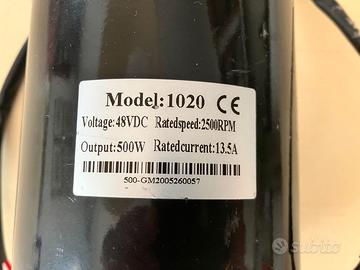 Model:1020 CE
Voltage:48VDC Ratedspeed:2500RPM
Output:500W Ratedcurrent:13.5A
500-GM2005260057
subito